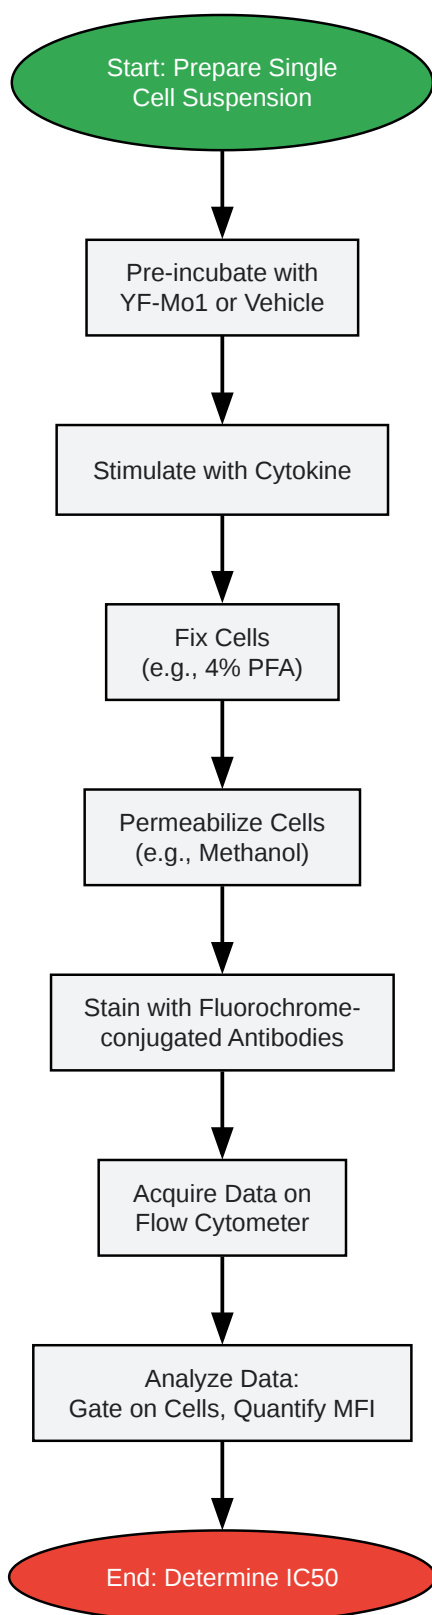 Start: Prepare Single
Cell Suspension
Pre-incubate with
YF-Mo1 or Vehicle
Stimulate with Cytokine
Fix Cells
(e.g., 4% PFA)
Permeabilize Cells
(e.g., Methanol)
Stain with Fluorochrome-
conjugated Antibodies
Acquire Data on
Flow Cytometer
Analyze Data:
Gate on Cells, Quantify MFI
End: Determine IC50